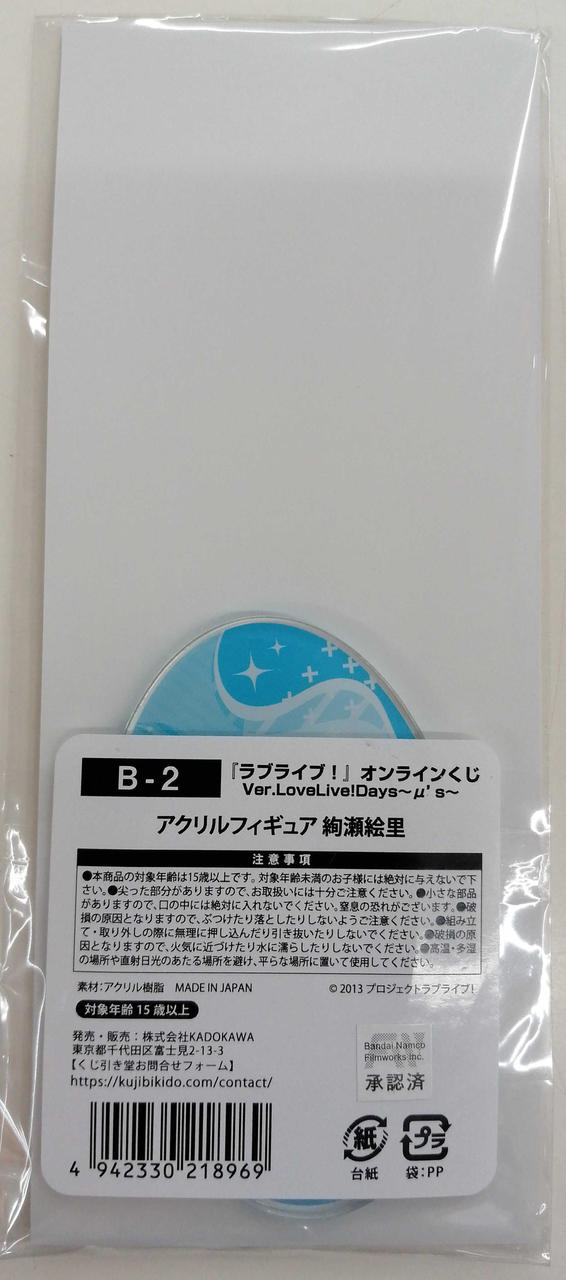 B-2
『ラブライブ！』オンラインくじ
Ver.LoveLive!Days～μ's～
アクリルフィギュア 絢瀬絵里
注意事項
●本商品の対象年齢は15歳以上です。対象年齢未満のお子様には絶対に与えないで下
さい。●尖った部分がありますので、お取扱いには十分ご注意ください。●小さな部品
がありますので、口の中には絶対に入れないでください。窒息の恐れがございます。●破
損の原因となりますので、ぶつけたり落としたりしないようご注意ください。●組み立
て・取り外しの際に無理に押し込んだり引き抜いたりしないでください。●破損の原
因となりますので、火気に近づけたり水に濡らしたりしないでください。●高温・多湿
の場所や直射日光のあたる場所を避け、平らな場所に置いて使用してください。
素材：アクリル樹脂 MADE IN JAPAN
©2013 プロジェクトラブライブ！
対象年齢 15 歳以上
発売・販売：株式会社KADOKAWA
東京都千代田区富士見2-13-3
【くじ引き堂お問合せフォーム】
https://kujibikido.com/contact/
Bandai Namco
Filmworks Inc.
承認済
4 942330 218969
紙
台紙
プラ
袋：PP